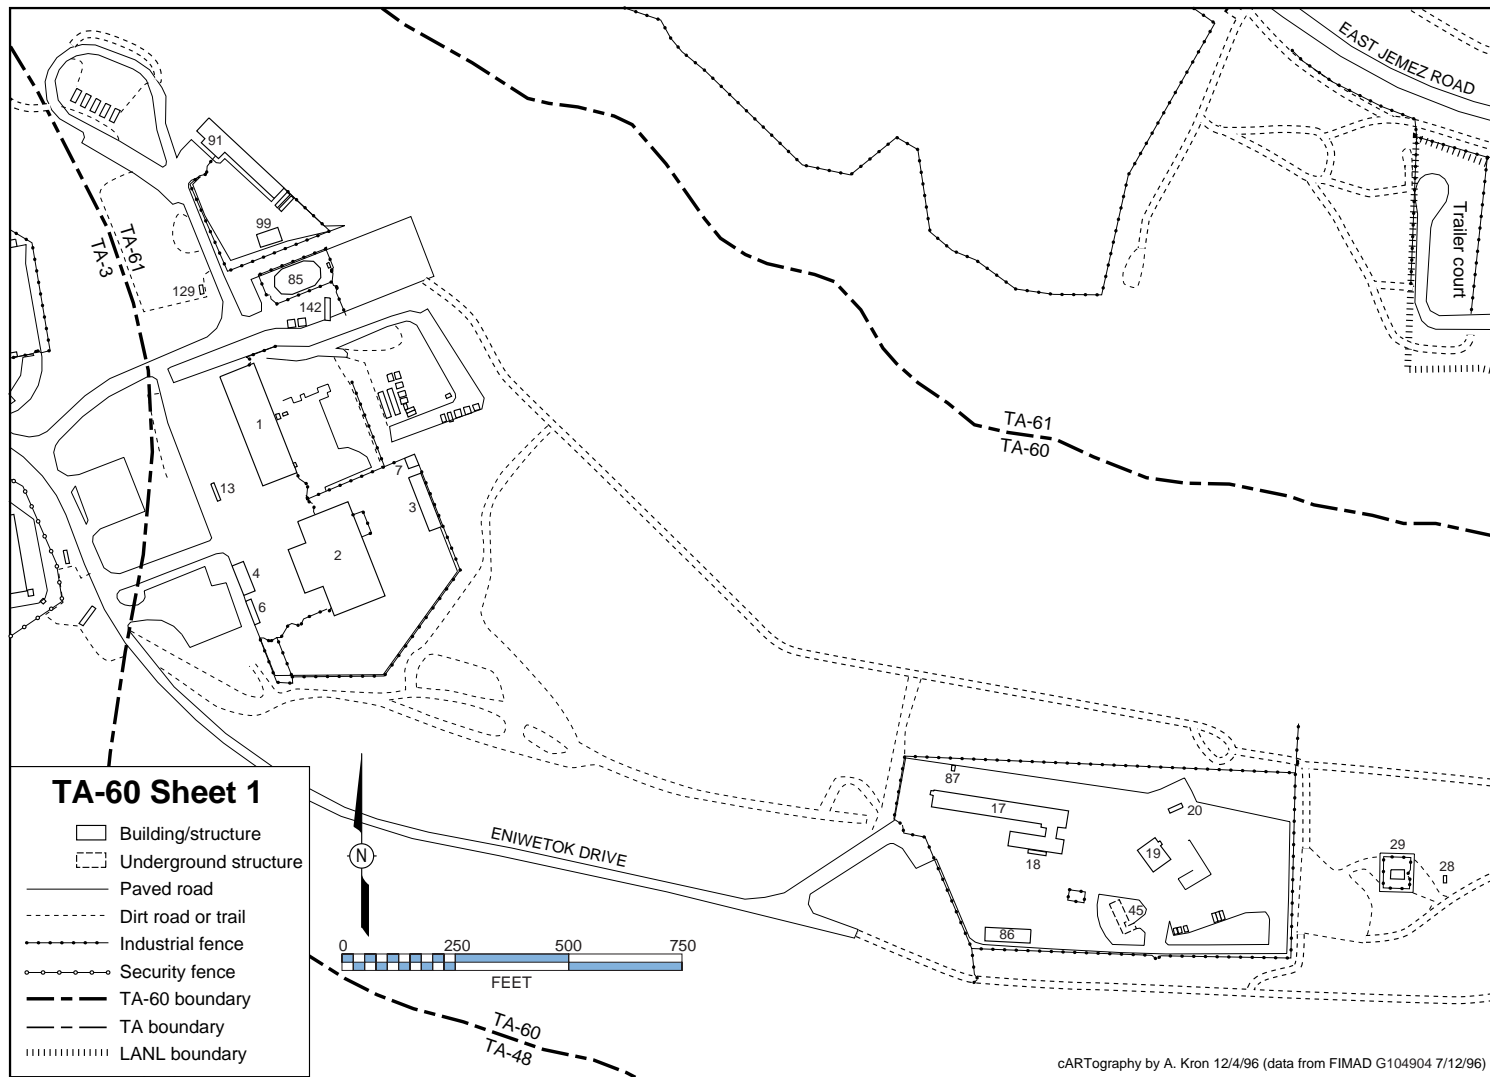 EAST JEMEZ ROAD
91
99
TA-61
TA-3
85
129
142
Trailer court
1
TA-61
TA-60
7
13
3
2
4
6
TA-60 Sheet 1
Building/structure
Underground structure
Paved road
Dirt road or trail
Industrial fence
Security fence
TA-60 boundary
TA boundary
LANL boundary
N
ENIWETOK DRIVE
0 250 500 750
FEET
87
17
20
18
19
29
28
45
86
TA-60
TA-48
cARTography by A. Kron 12/4/96 (data from FIMAD G104904 7/12/96)